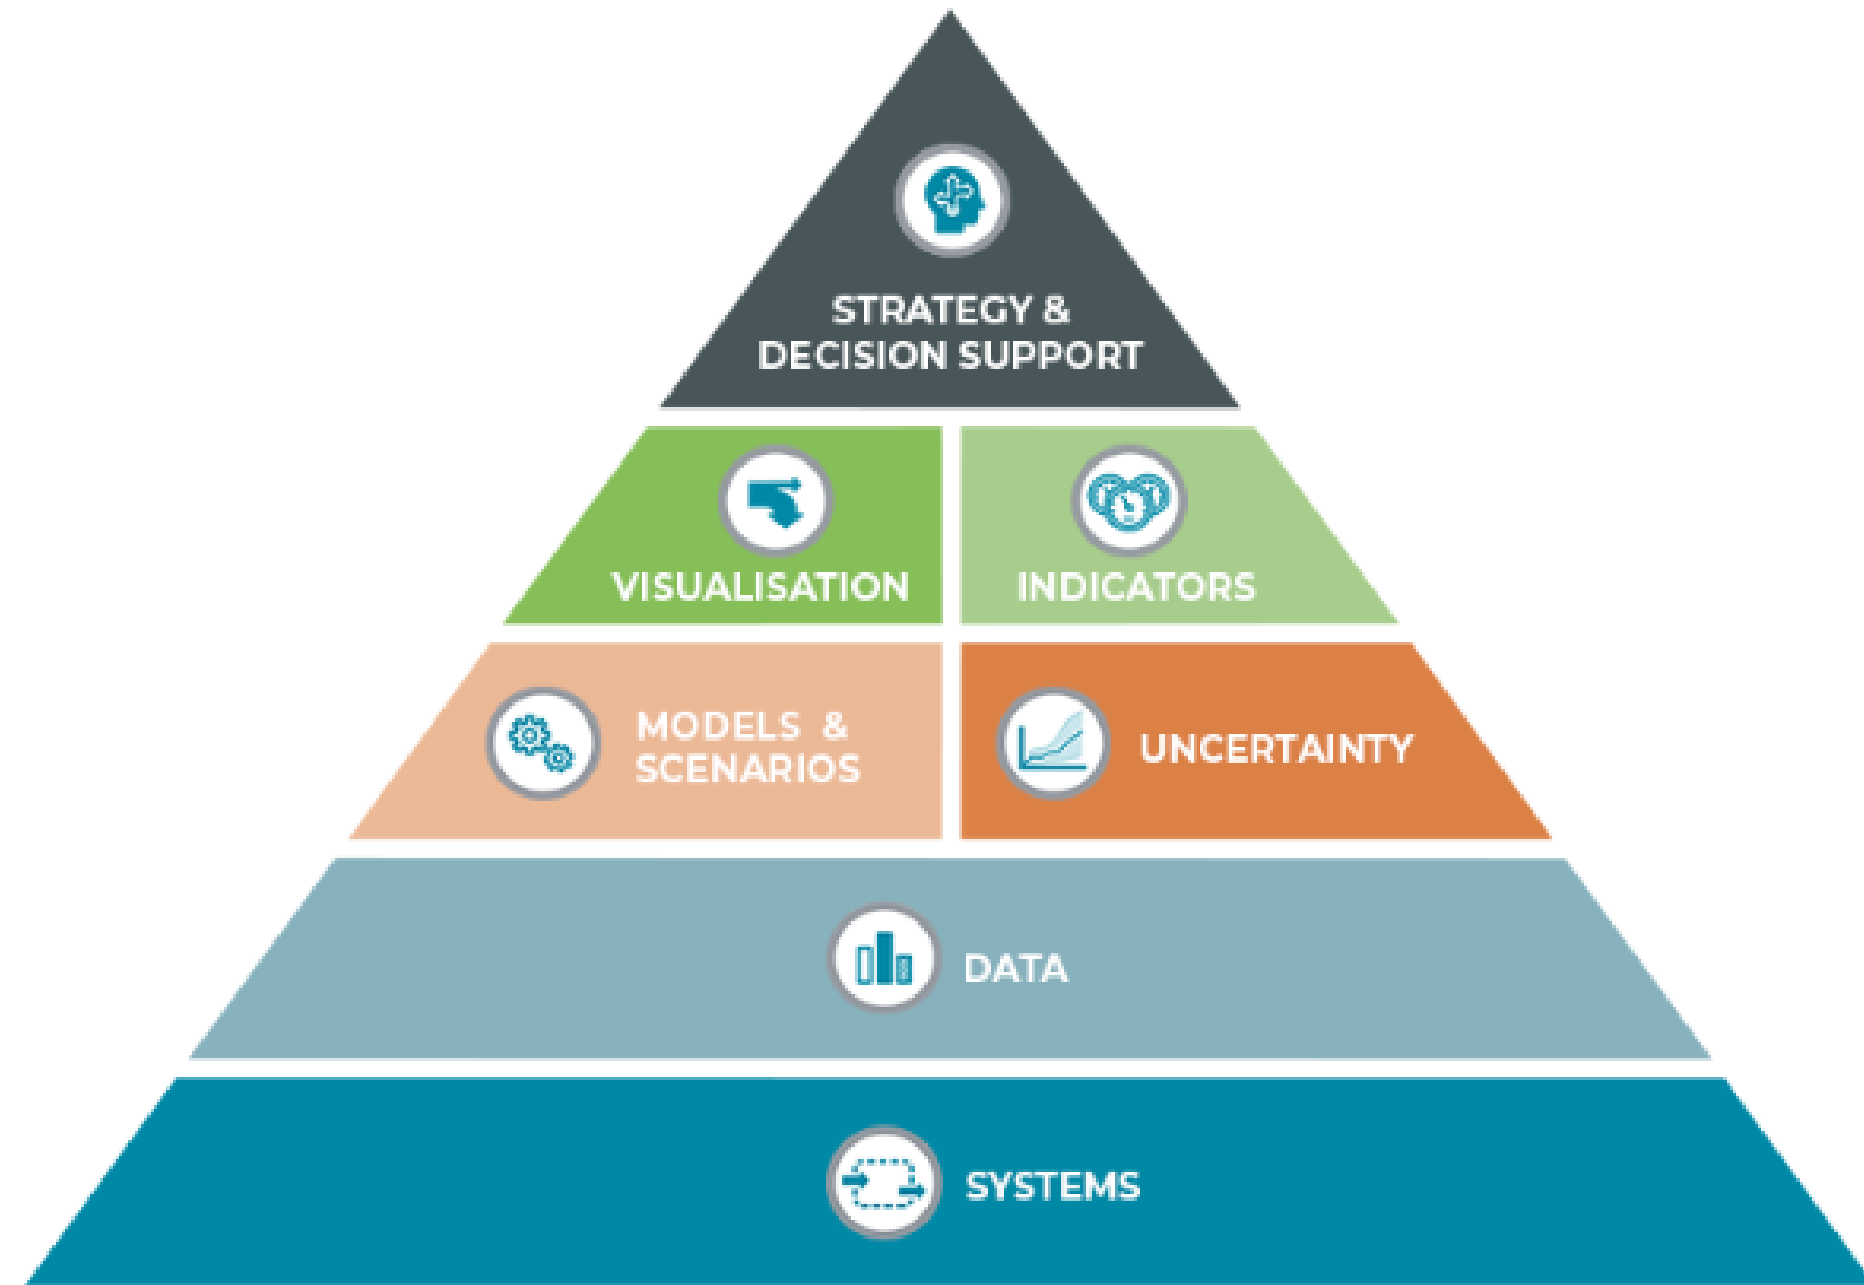 STRATEGY &
DECISION SUPPORT
VISUALISATION
INDICATORS
MODELS &
SCENARIOS
UNCERTAINTY
DATA
SYSTEMS